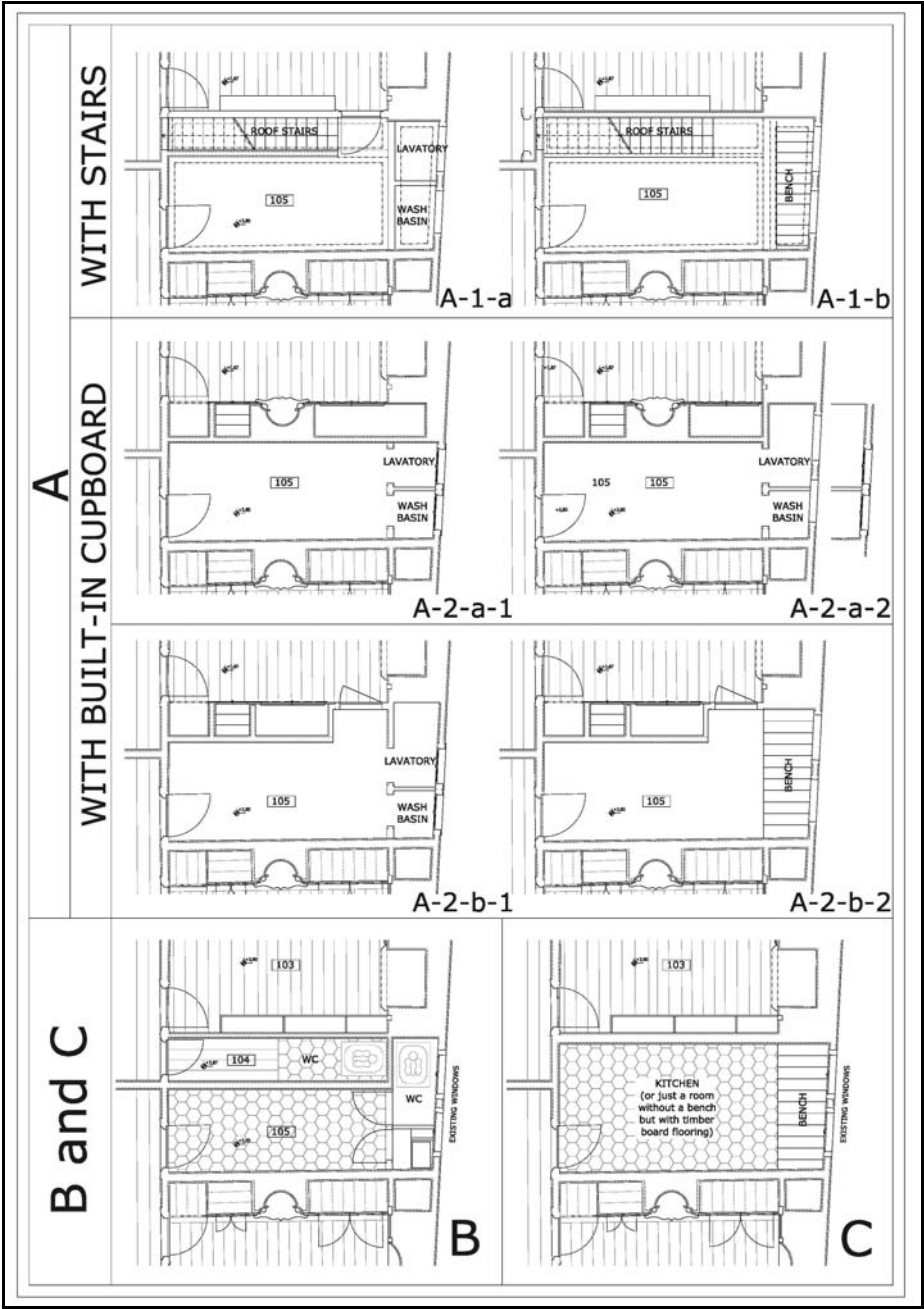 A
WITH STAIRS
ROOF STAIRS
LAVATORY
105
WASH
BASIN
A-1-a
ROOF STAIRS
105
BENCH
A-1-b
WITH BUILT-IN CUPBOARD
LAVATORY
105
WASH
BASIN
A-2-a-1
LAVATORY
105
105
WASH
BASIN
A-2-a-2
LAVATORY
105
WASH
BASIN
A-2-b-1
BENCH
105
A-2-b-2
B and C
103
104
WC
WC
105
EXISTING WINDOWS
B
103
KITCHEN
(or just a room
without a bench
but with timber
board flooring)
BENCH
EXISTING WINDOWS
C